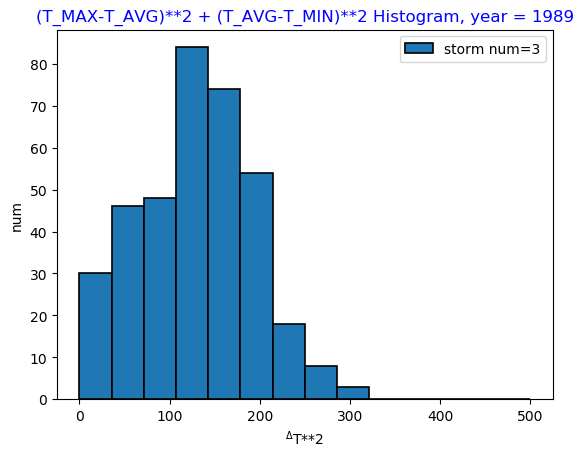 (T_MAX-T_AVG)**2 + (T_AVG-T_MIN)**2 Histogram, year = 1989
storm num=3
80
70
60
50
40
30
20
10
0
num
0 100 200 300 400 500
ΔT**2